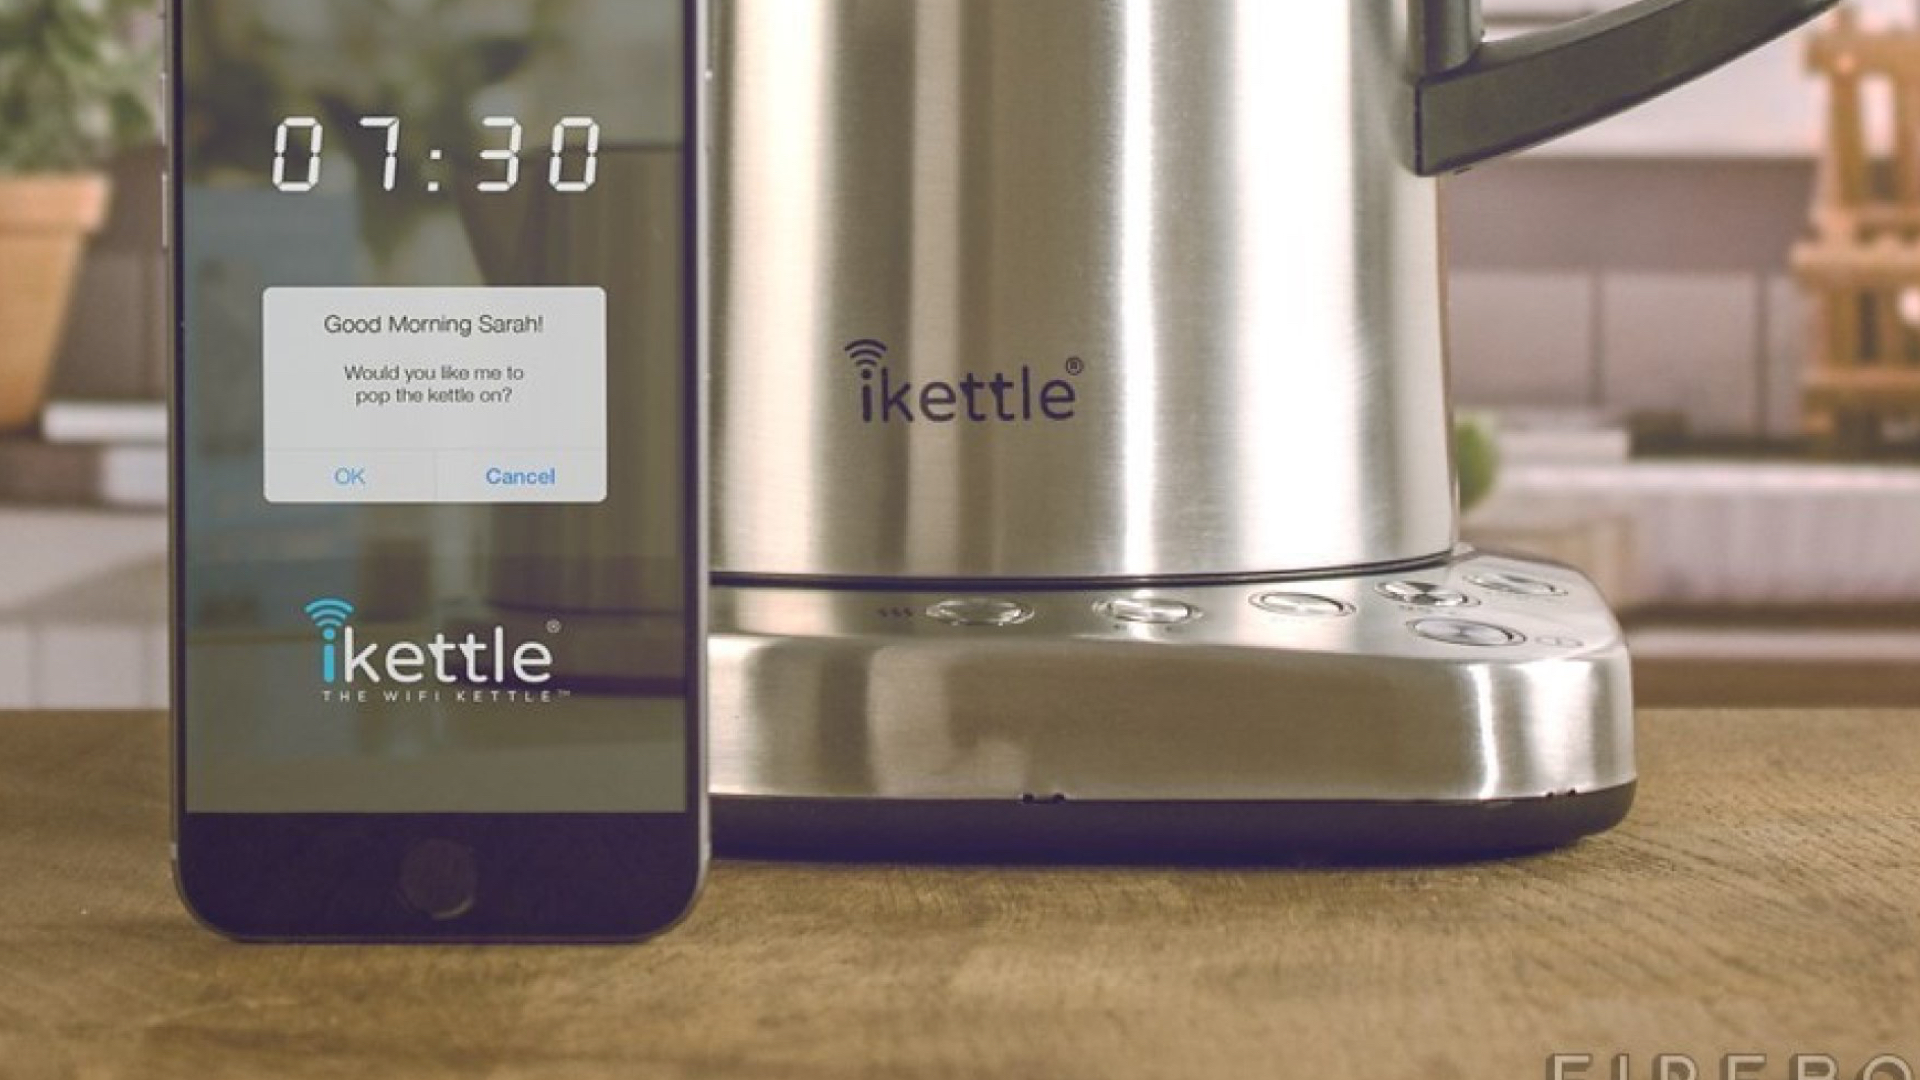 07:30
Good Morning Sarah!
Would you like me to
pop the kettle on?
OK Cancel
ikettle®
THE WIFI KETTLE™
ikettle®